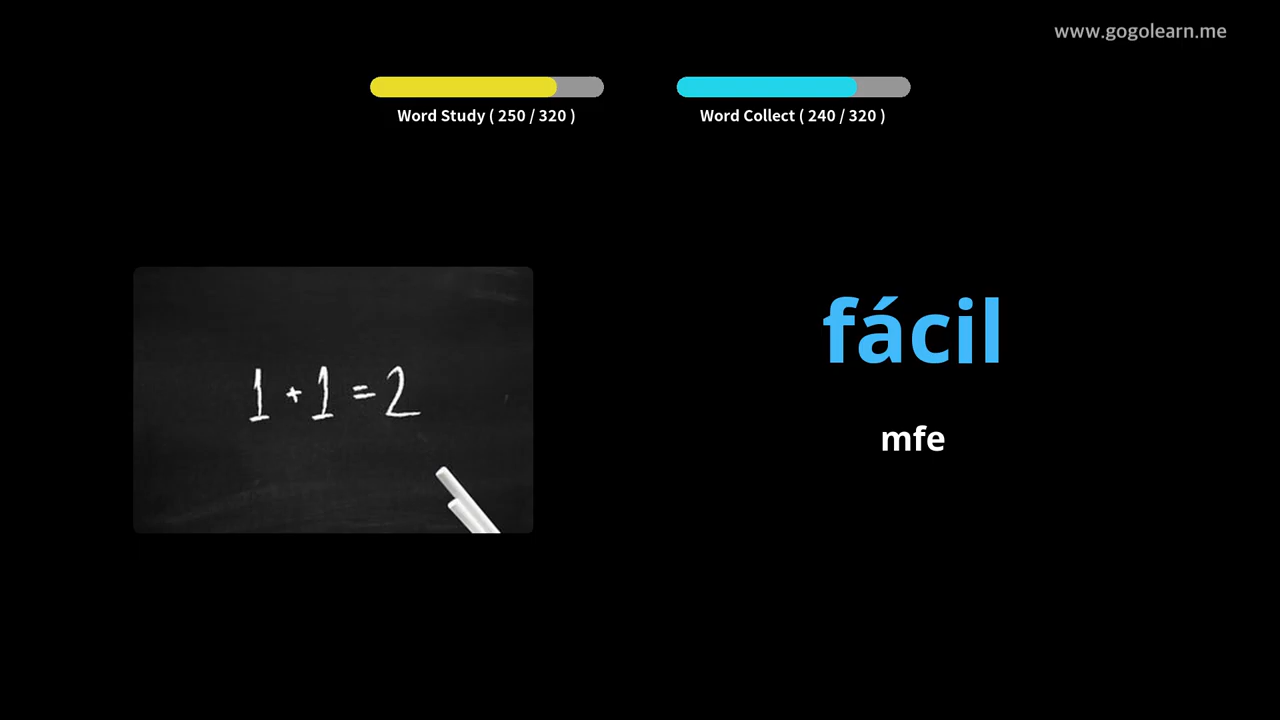 www.gogolearn.me
Word Study ( 250 / 320 )
Word Collect ( 240 / 320 )
1 + 1 = 2
fácil
mfe